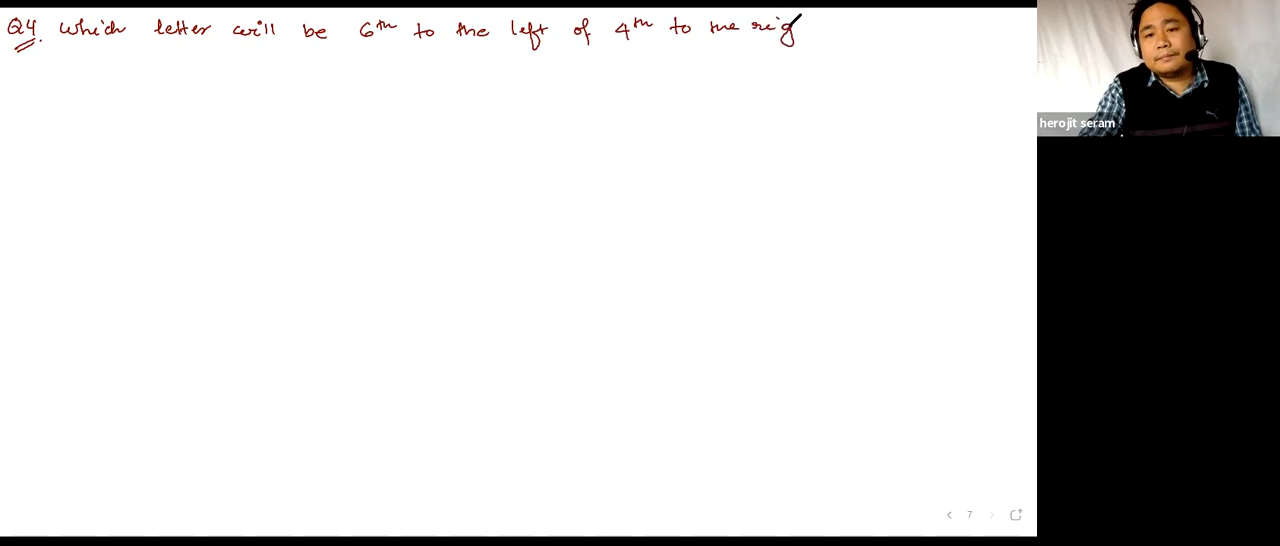 Q4. Which letter will be 6th to the left of 4th to the rig
herojit seram
7